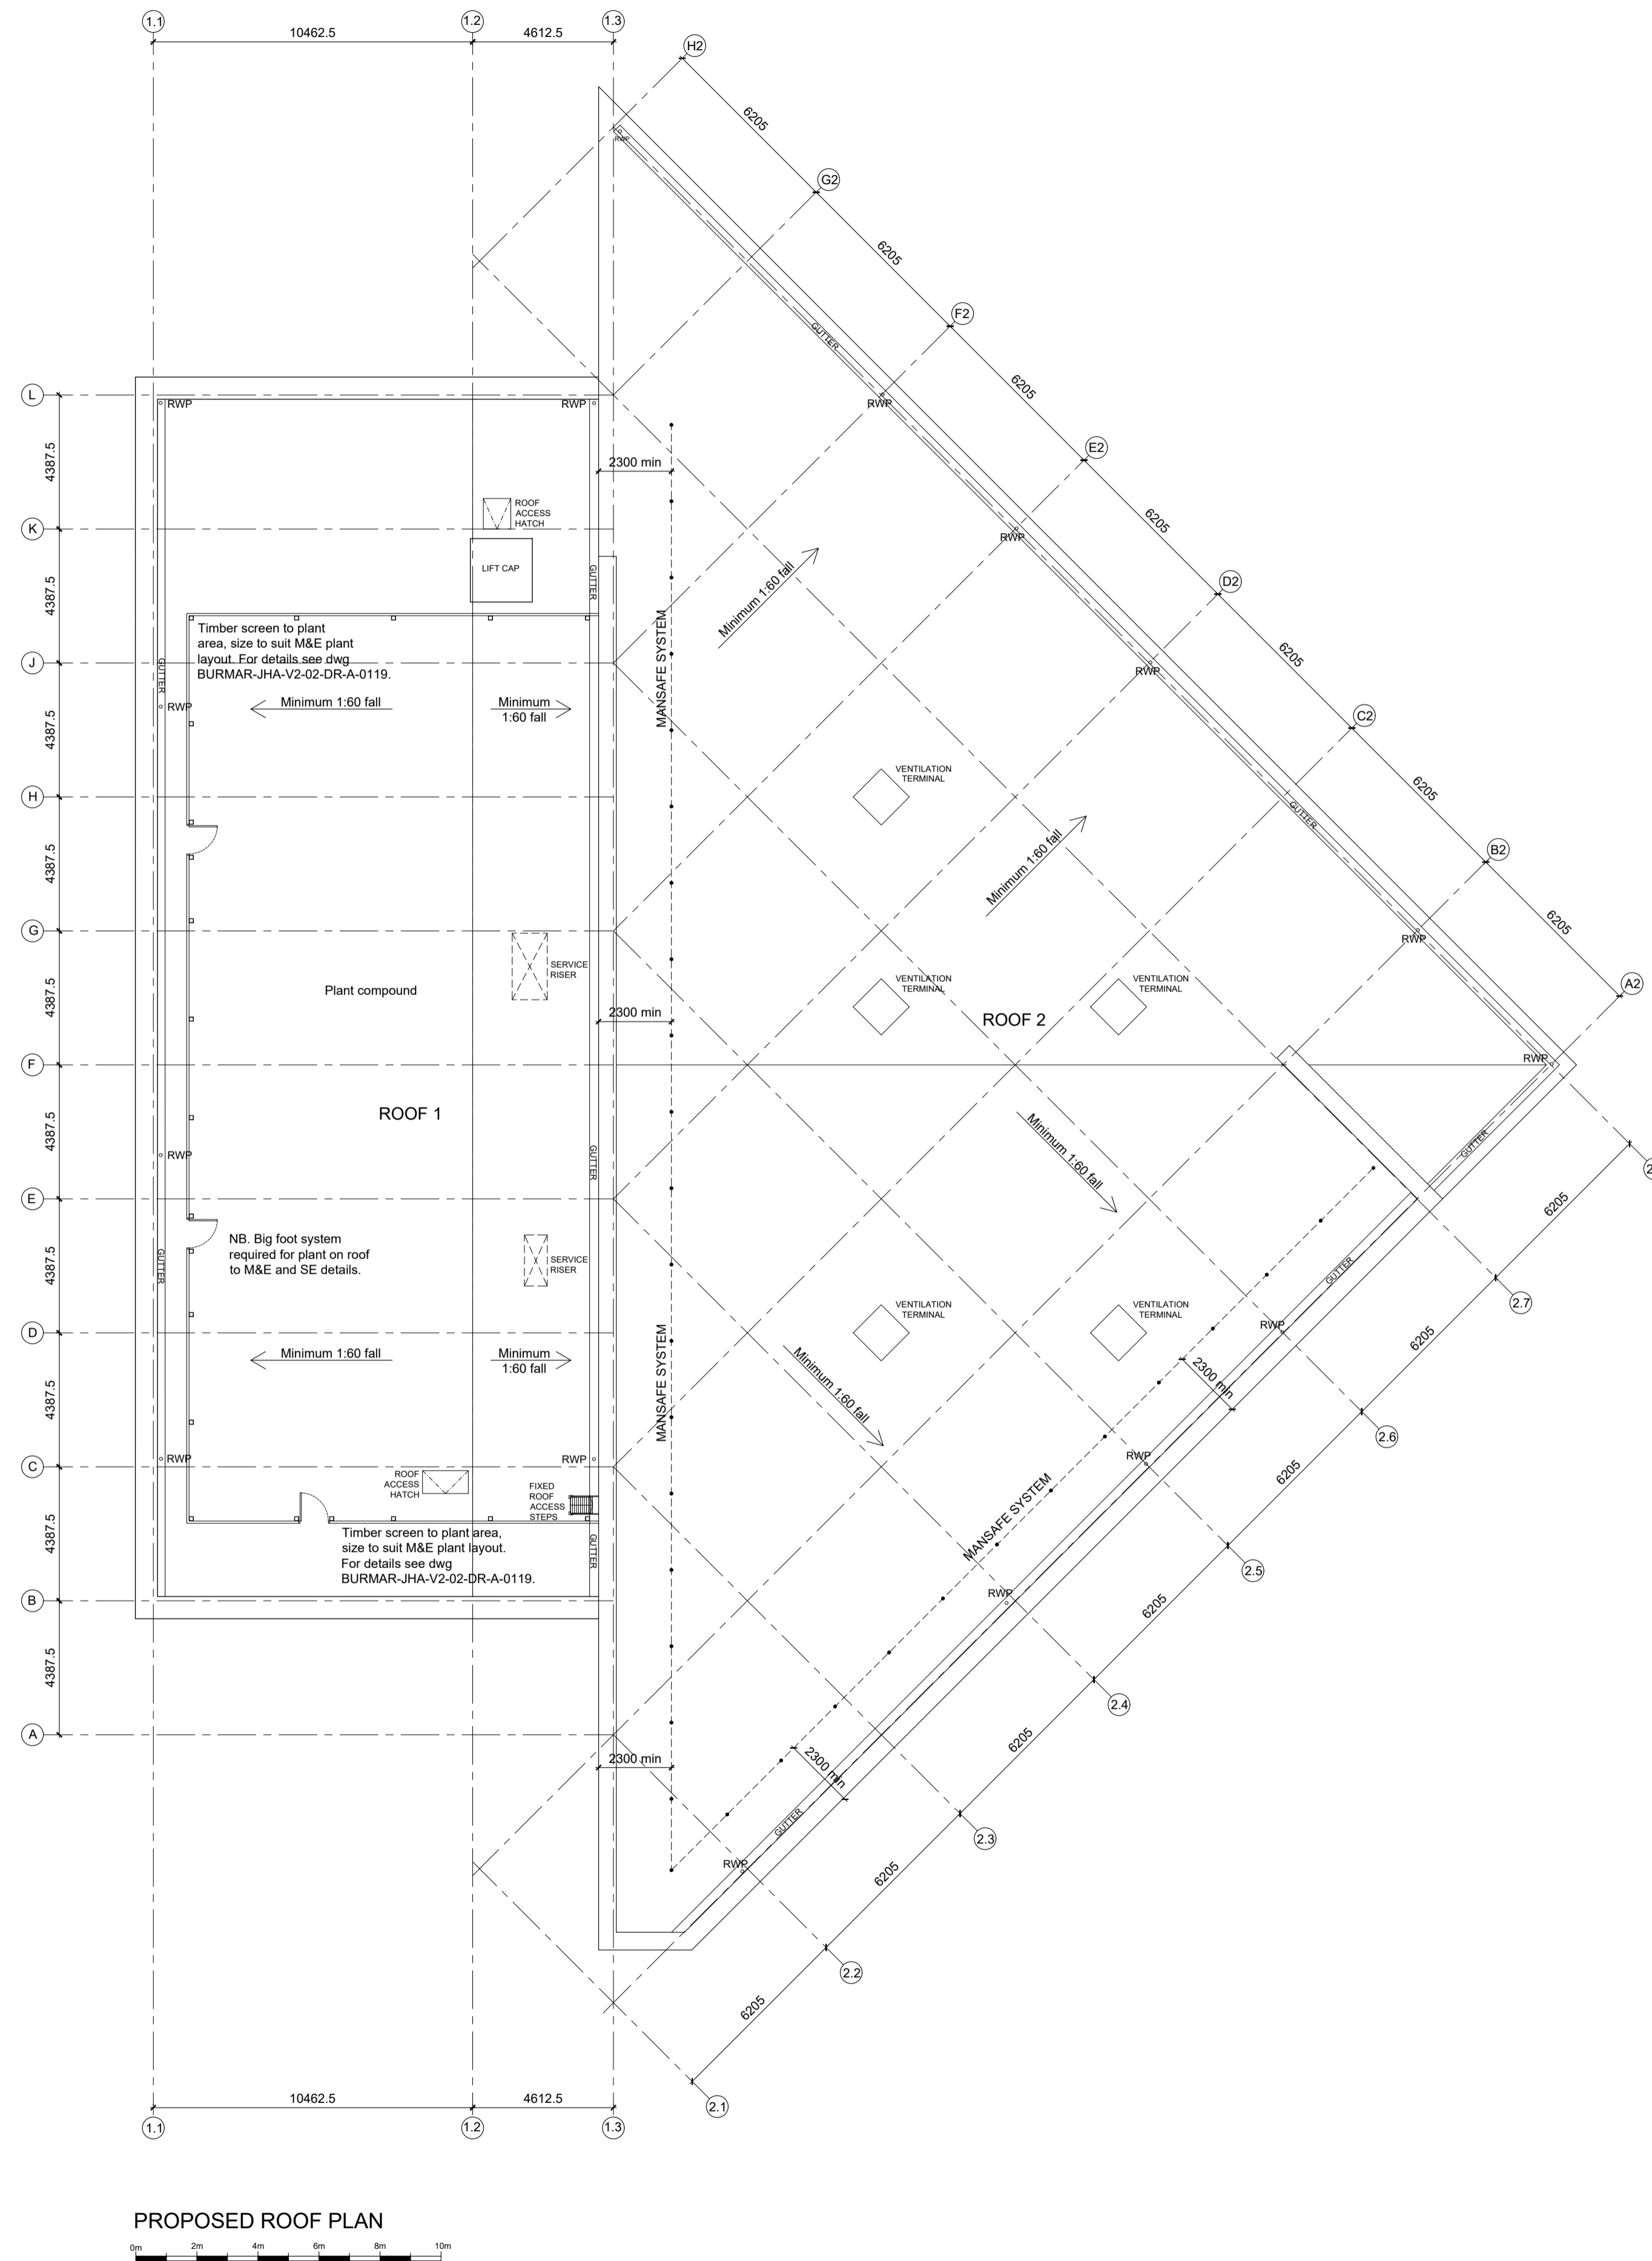 1.1
1.2
1.3
10462.5
4612.5
H2
6205
RWP
G2
6205
F2
GUTTER
6205
L
RWP
RWP
RWP
E2
4387.5
2300 min
ROOF
ACCESS
HATCH
6205
K
RWP
LIFT CAP
GUTTER
Minimum 1:60 fall
D2
4387.5
MANSAFE SYSTEM
Timber screen to plant
area, size to suit M&E plant
layout. For details see dwg
BURMAR-JHA-V2-02-DR-A-0119.
6205
J
GUTTER
RWP
RWP
Minimum 1:60 fall
Minimum
1:60 fall
C2
4387.5
VENTILATION
TERMINAL
6205
H
GUTTER
Minimum 1:60 fall
B2
4387.5
6205
G
RWP
SERVICE
RISER
VENTILATION
TERMINAL
VENTILATION
TERMINAL
A2
Plant compound
4387.5
2300 min
ROOF 2
F
RWP
ROOF 1
4387.5
Minimum 1:60 fall
GUTTER
GUTTER
RWP
2
E
6205
NB. Big foot system
required for plant on roof
to M&E and SE details.
GUTTER
SERVICE
RISER
GUTTER
4387.5
2.7
VENTILATION
TERMINAL
VENTILATION
TERMINAL
RWP
D
6205
Minimum 1:60 fall
Minimum
1:60 fall
MANSAFE SYSTEM
Minimum 1:60 fall
2300 min
4387.5
2.6
RWP
RWP
RWP
C
6205
ROOF
ACCESS
HATCH
FIXED
ROOF
ACCESS
STEPS
MANSAFE SYSTEM
4387.5
Timber screen to plant area,
size to suit M&E plant layout.
For details see dwg
BURMAR-JHA-V2-02-DR-A-0119.
GUTTER
2.5
RWP
B
6205
4387.5
2.4
A
6205
2300 min
2300 min
GUTTER
2.3
RWP
6205
2.2
6205
10462.5
4612.5
2.1
1.1
1.2
1.3
PROPOSED ROOF PLAN
0m
2m
4m
6m
8m
10m